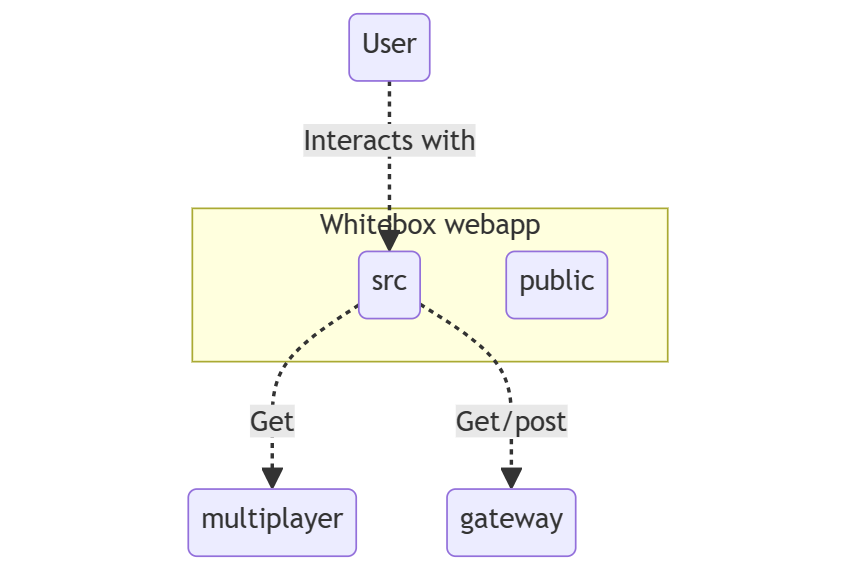 User
Interacts with
Whitebox webapp
src
public
Get
Get/post
multiplayer
gateway